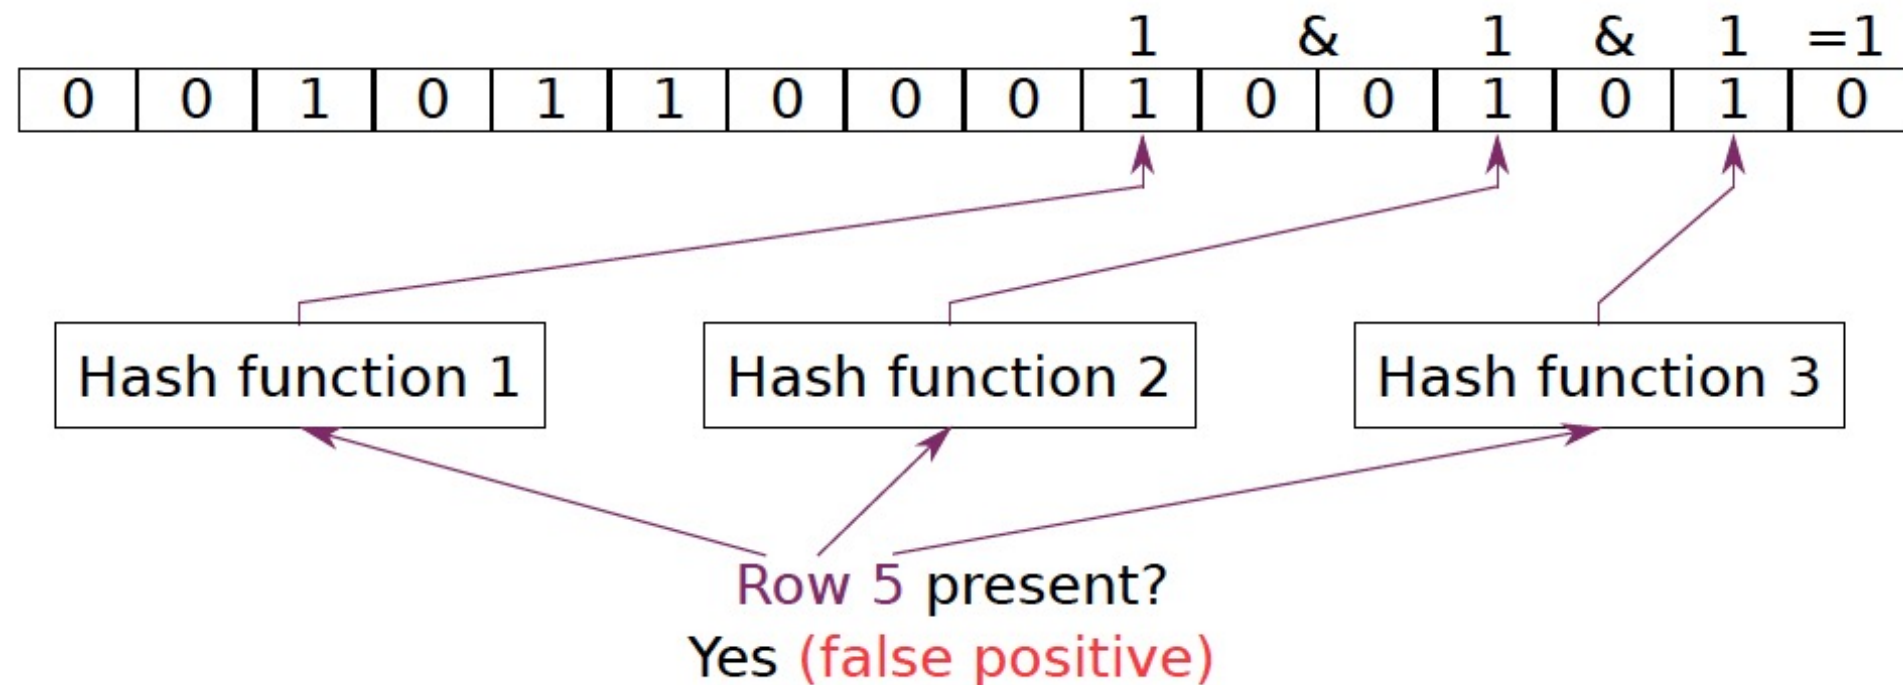 1 & 1 & 1 =1
0 0 1 0 1 1 0 0 0 1 0 0 1 0 1 0
Hash function 1 Hash function 2 Hash function 3
Row 5 present?
Yes (false positive)